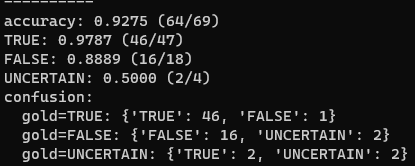 ==========
accuracy: 0.9275 (64/69)
TRUE: 0.9787 (46/47)
FALSE: 0.8889 (16/18)
UNCERTAIN: 0.5000 (2/4)
confusion:
  gold=TRUE: {'TRUE': 46, 'FALSE': 1}
  gold=FALSE: {'FALSE': 16, 'UNCERTAIN': 2}
  gold=UNCERTAIN: {'TRUE': 2, 'UNCERTAIN': 2}